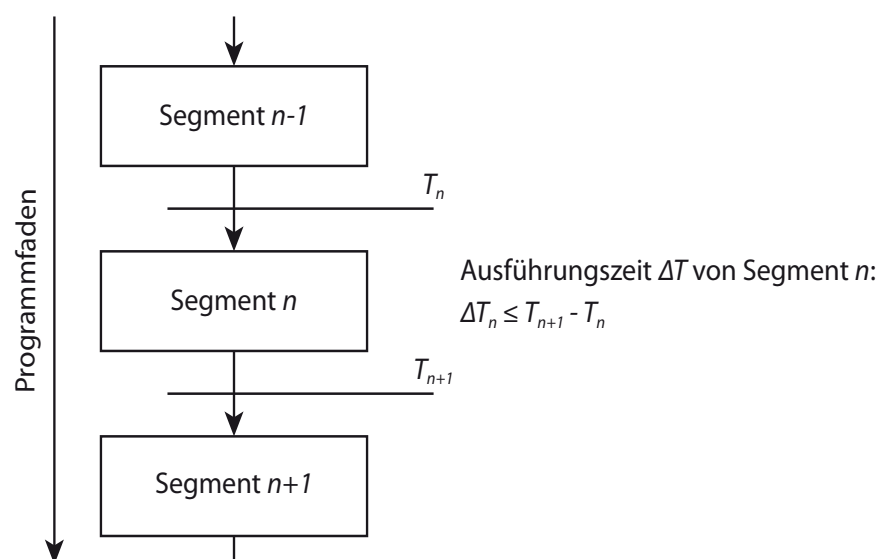 Programmfaden
Segment n-1
Tn
Segment n
Ausführungszeit ΔT von Segment n:
ΔTn ≤ Tn+1 - Tn
Tn+1
Segment n+1